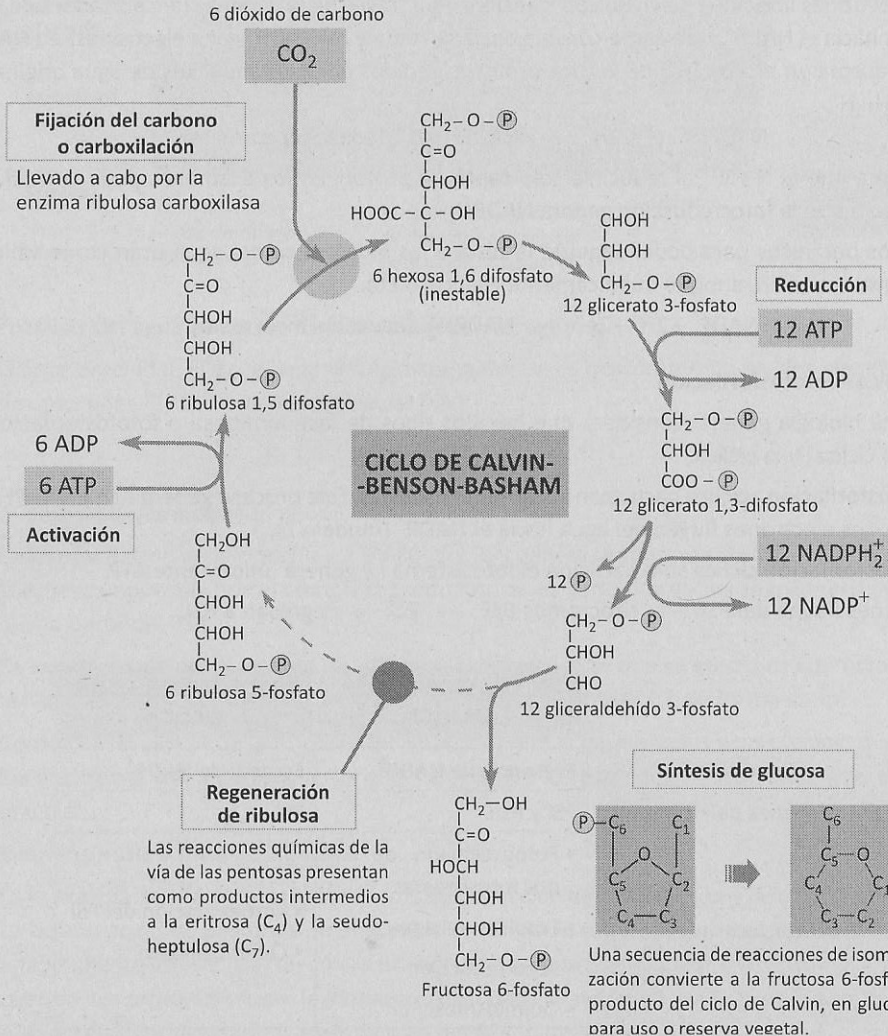 6 dióxido de carbono
CO₂
Fijación del carbono
o carboxilación
Llevado a cabo por la
enzima ribulosa carboxilasa
CH₂–O–Ⓟ
C=O
CHOH
HOOC–C–OH
CH₂–O–Ⓟ
6 hexosa 1,6 difosfato
(inestable)
CHOH
CHOH
CH₂–O–Ⓟ
12 glicerato 3-fosfato
Reducción
12 ATP
12 ADP
CH₂–O–Ⓟ
C=O
CHOH
CHOH
CH₂–O–Ⓟ
6 ribulosa 1,5 difosfato
CH₂–O–Ⓟ
CHOH
COO–Ⓟ
12 glicerato 1,3-difosfato
6 ADP
6 ATP
Activación
CICLO DE CALVIN-
-BENSON-BASHAM
12 NADPH₂⁺
12 NADP⁺
12 Ⓟ
CH₂OH
C=O
CHOH
CHOH
CH₂–O–Ⓟ
6 ribulosa 5-fosfato
CH₂–O–Ⓟ
CHOH
CHO
12 gliceraldehído 3-fosfato
Regeneración
de ribulosa
Las reacciones químicas de la
vía de las pentosas presentan
como productos intermedios
a la eritrosa (C₄) y la seudo-
heptulosa (C₇).
CH₂–OH
C=O
HOCH
CHOH
CHOH
CH₂–O–Ⓟ
Fructosa 6-fosfato
Síntesis de glucosa
Ⓟ–C₆ C₁
O
C₅ C₂
C₄–C₃
C₆
C₅–O
C₄ C₁
C₃–C₂
Una secuencia de reacciones de isom
zación convierte a la fructosa 6-fosf
producto del ciclo de Calvin, en gluc
para uso o reserva vegetal.